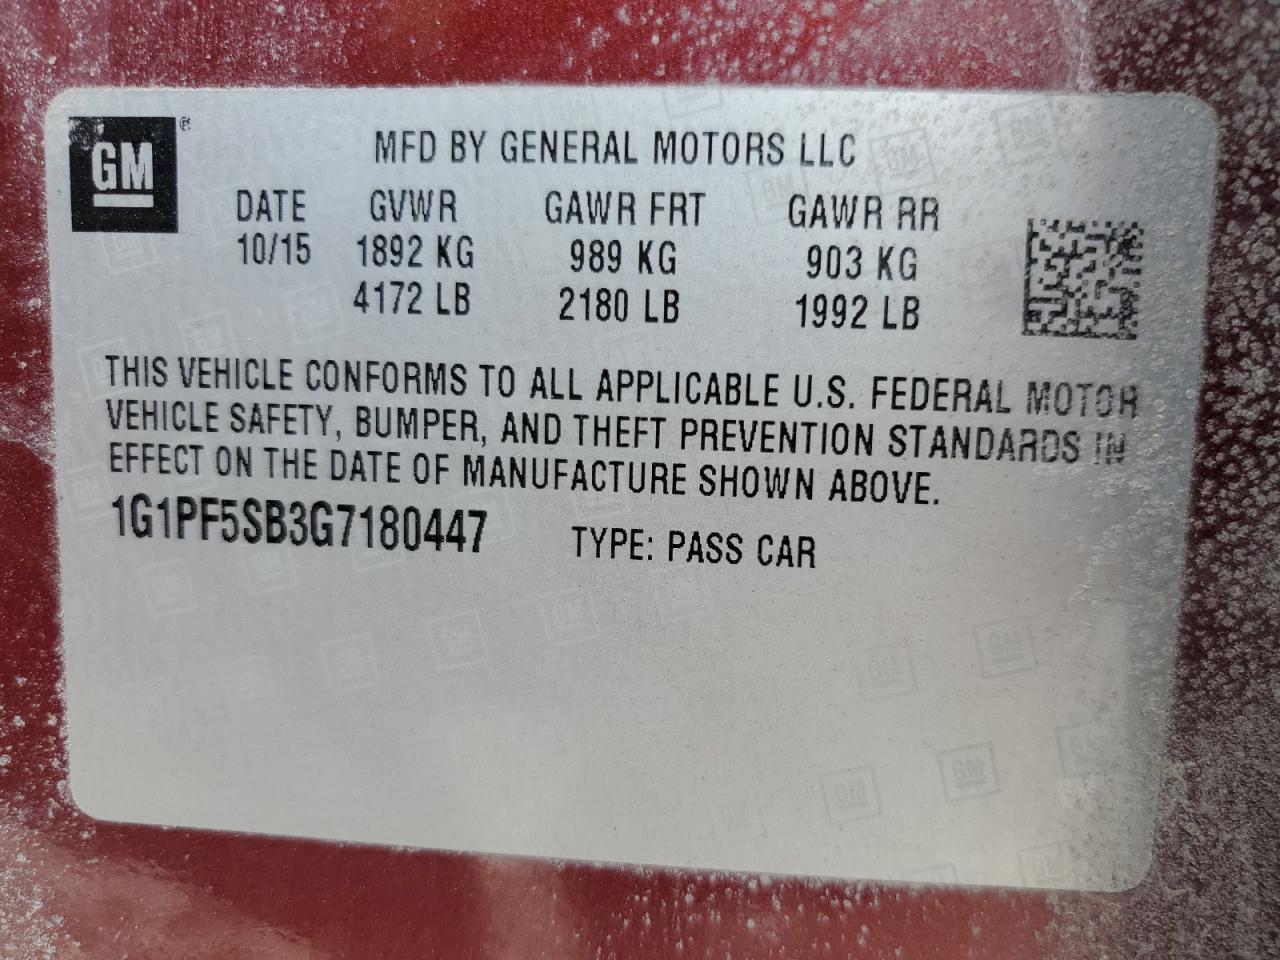 GM ®
MFD BY GENERAL MOTORS LLC
DATE GVWR GAWR FRT GAWR RR
10/15 1892 KG 989 KG 903 KG
4172 LB 2180 LB 1992 LB
THIS VEHICLE CONFORMS TO ALL APPLICABLE U.S. FEDERAL MOTOR
VEHICLE SAFETY, BUMPER, AND THEFT PREVENTION STANDARDS IN
EFFECT ON THE DATE OF MANUFACTURE SHOWN ABOVE.
1G1PF5SB3G7180447 TYPE: PASS CAR